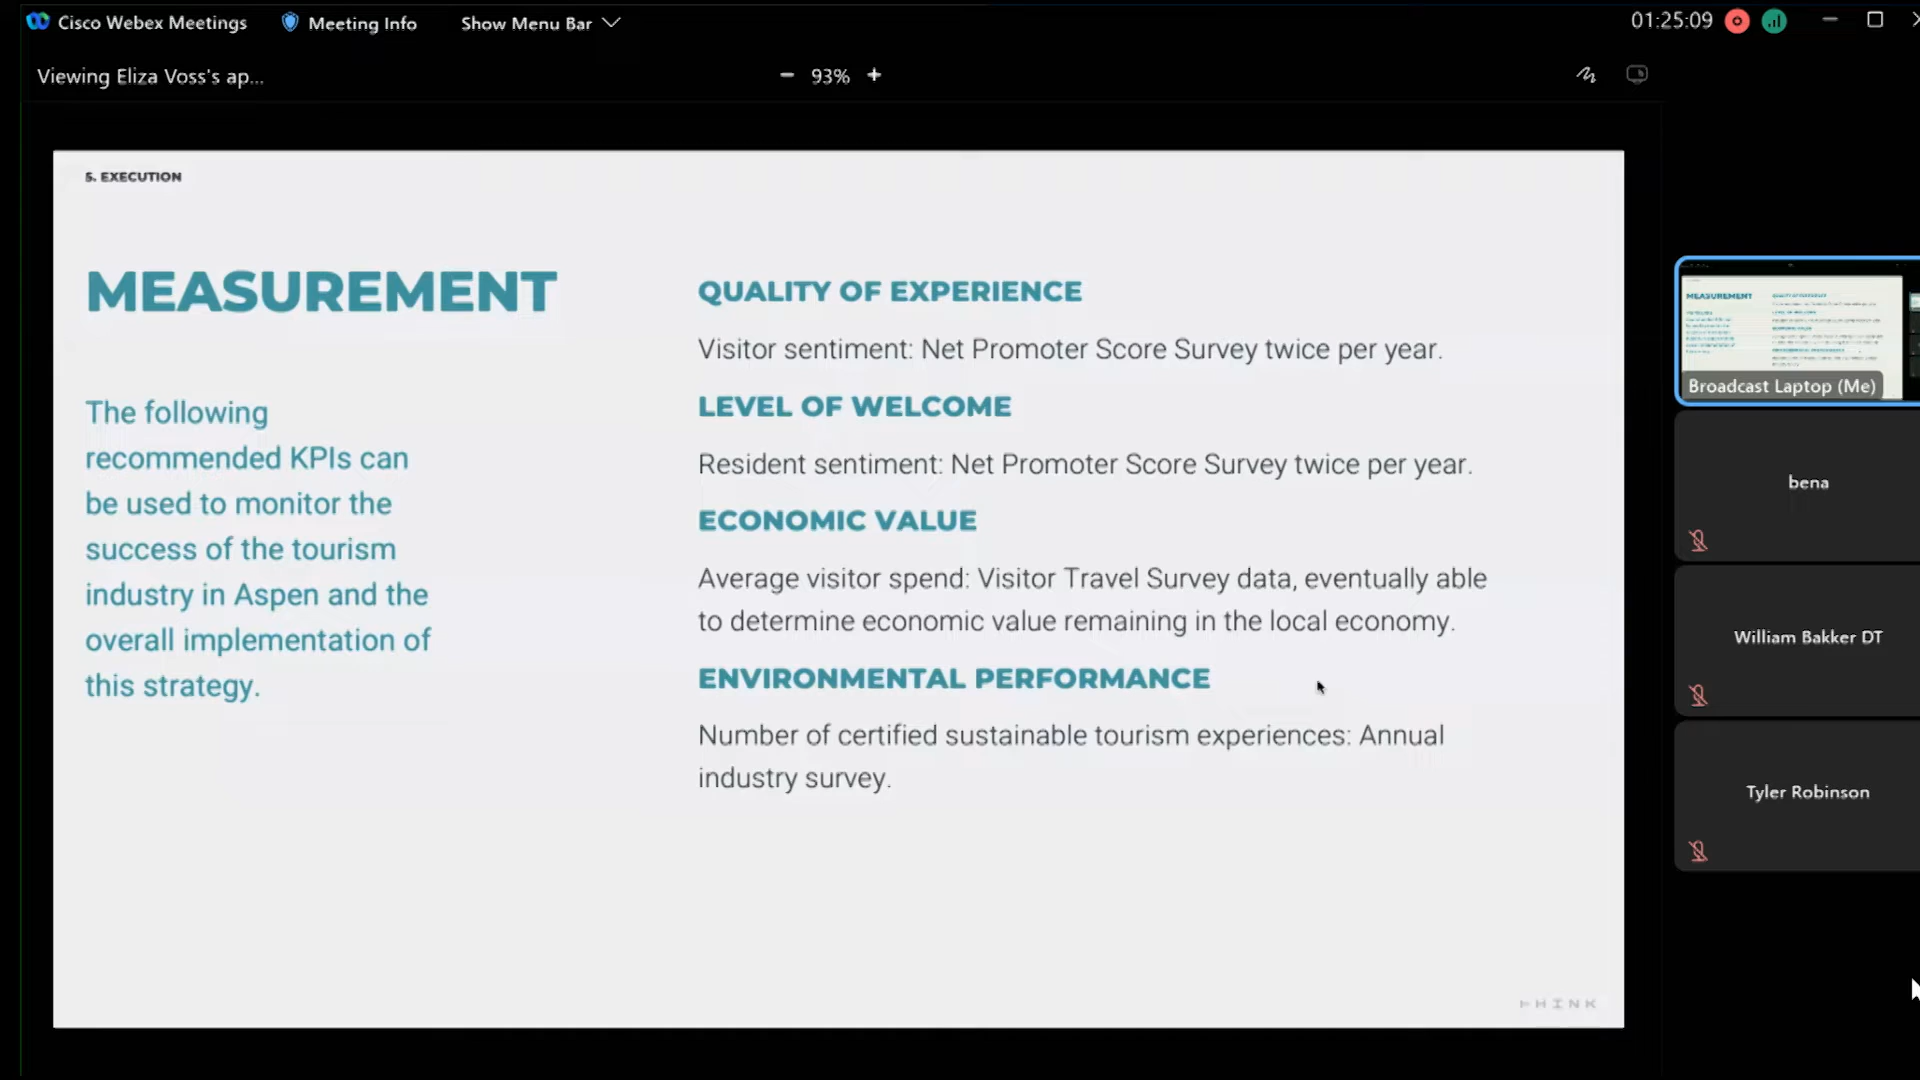 Cisco Webex Meetings
Meeting Info
Show Menu Bar
01:25:09
Viewing Eliza Voss's ap...
93%
5. EXECUTION
MEASUREMENT
The following
recommended KPIs can
be used to monitor the
success of the tourism
industry in Aspen and the
overall implementation of
this strategy.
QUALITY OF EXPERIENCE
Visitor sentiment: Net Promoter Score Survey twice per year.
LEVEL OF WELCOME
Resident sentiment: Net Promoter Score Survey twice per year.
ECONOMIC VALUE
Average visitor spend: Visitor Travel Survey data, eventually able
to determine economic value remaining in the local economy.
ENVIRONMENTAL PERFORMANCE
Number of certified sustainable tourism experiences: Annual
industry survey.
THINK
MEASUREMENT
Broadcast Laptop (Me)
bena
William Bakker DT
Tyler Robinson